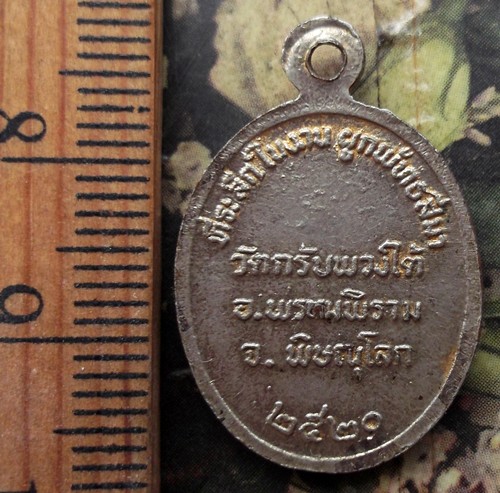 ที่ระลึกในงานผูกพัทธสีมา
วัดกรับพวงใต้
อ.พรหมพิราม
จ. พิษณุโลก
๒๕๒๐
8
9